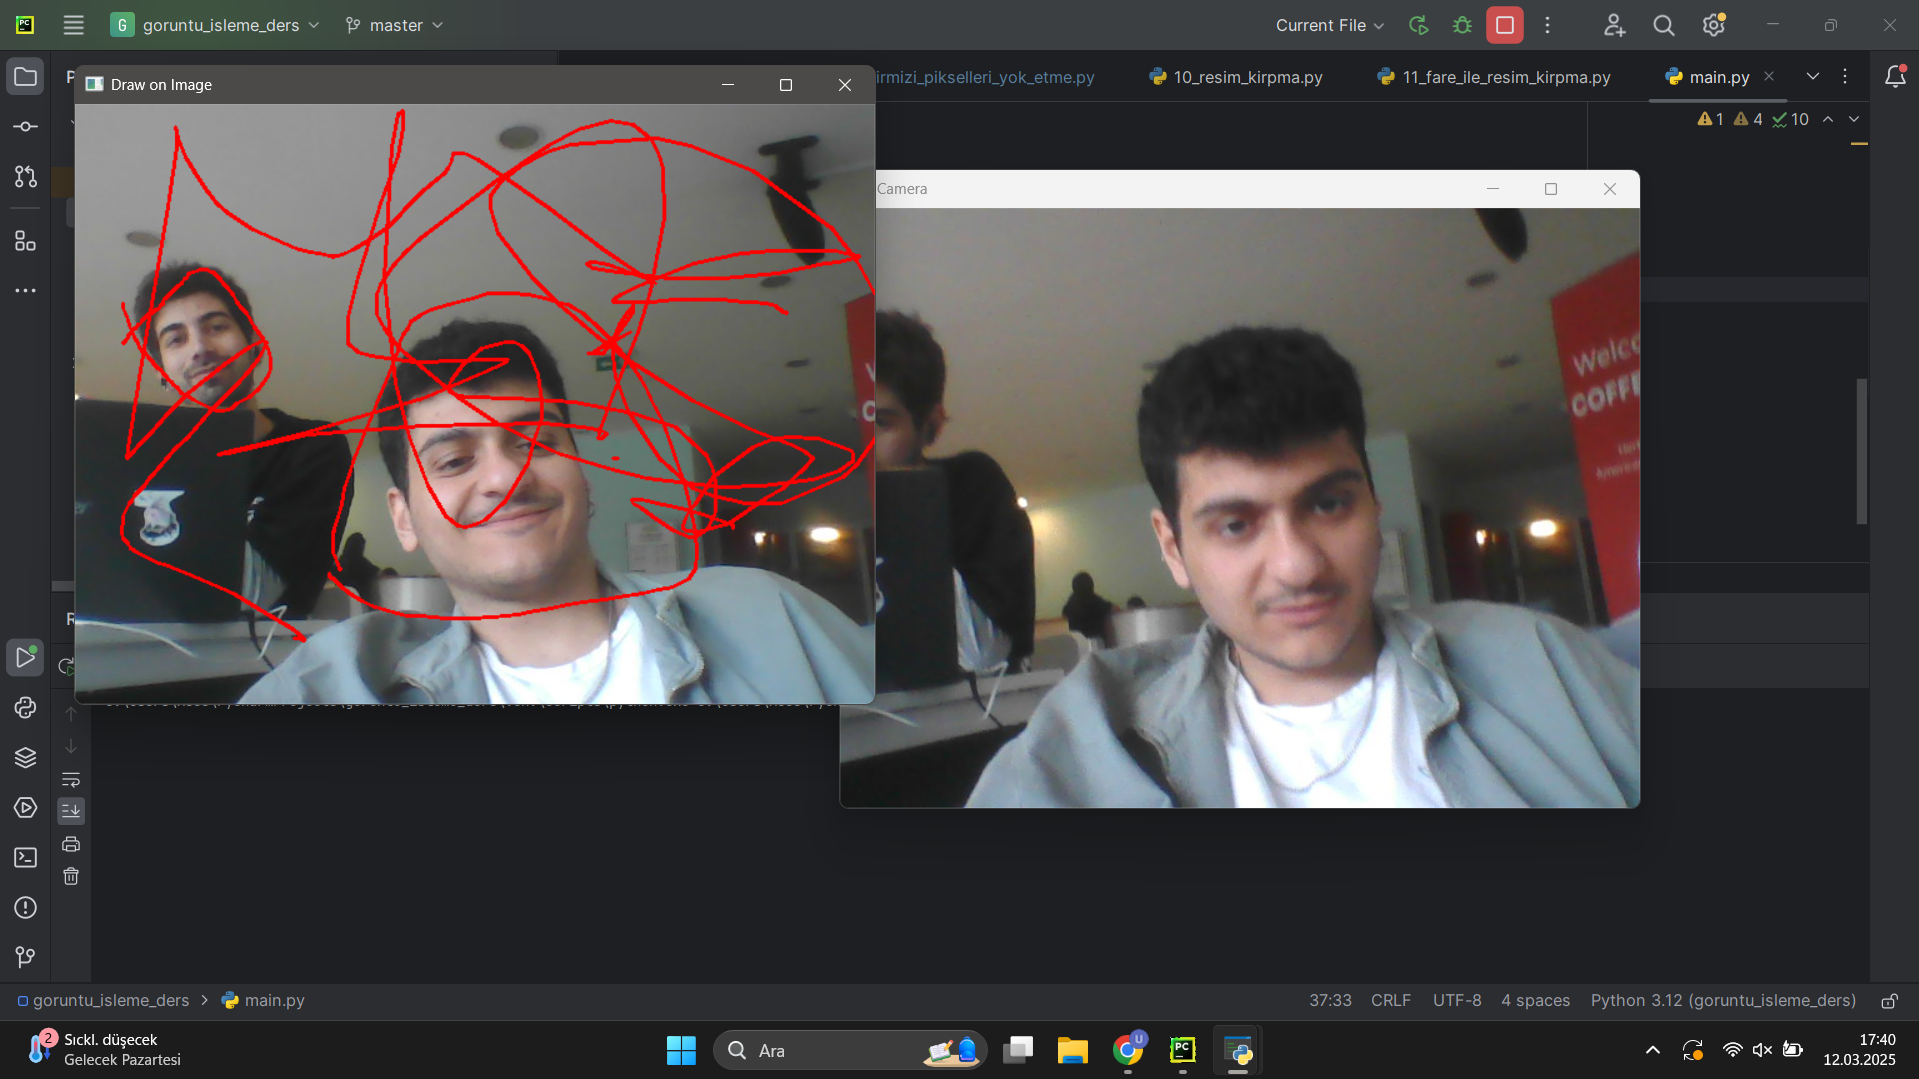 PC
G
goruntu_isleme_ders
master
Current File
P
Draw on Image
irmizi_pikselleri_yok_etme.py
10_resim_kirpma.py
11_fare_ile_resim_kirpma.py
main.py
1
4
10
Camera
Welco
COFFE
R
goruntu_isleme_ders
main.py
37:33
CRLF
UTF-8
4 spaces
Python 3.12 (goruntu_isleme_ders)
2
Sıckl. düşecek
Gelecek Pazartesi
Ara
U
PC
17:40
12.03.2025